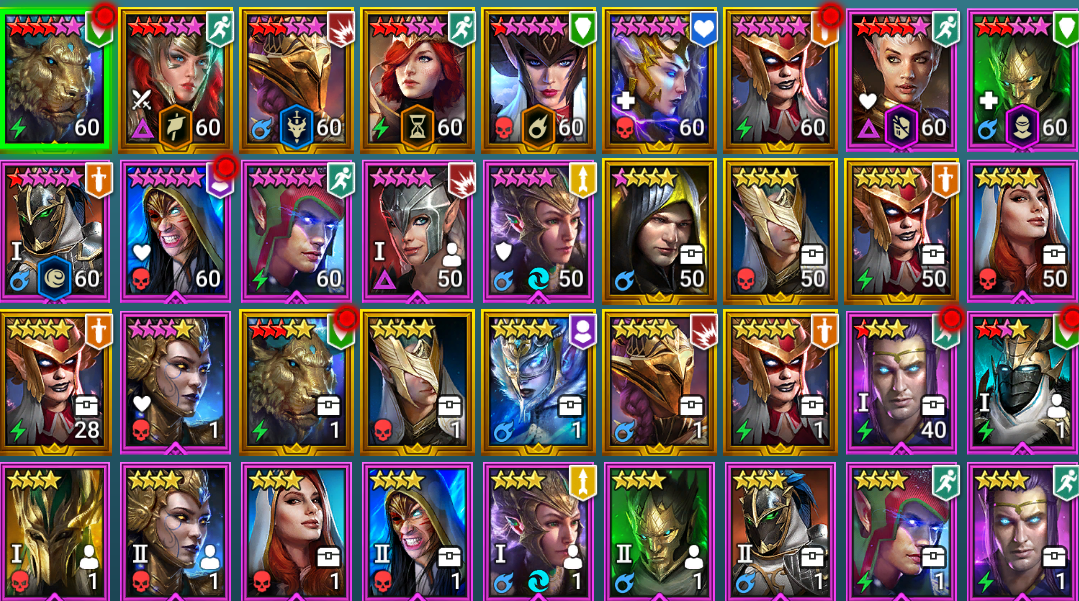 60 60 60 60 60 60 60 60 60
I 60 60 60 I 50 50 50 50 50 50
28 1 1 1 1 1 1 I 40 I 1
I 1 II 1 1 II 1 I 1 II 1 II 1 1 1